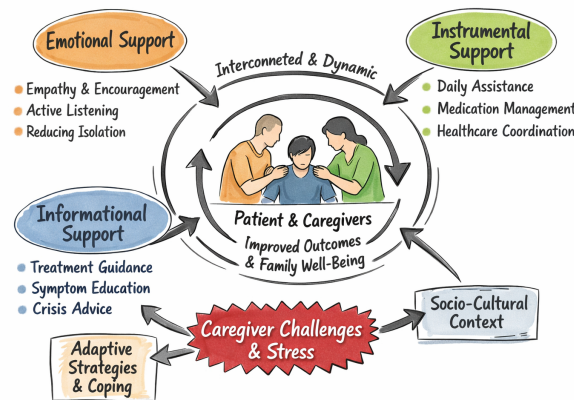 Emotional Support
Empathy & Encouragement
Active Listening
Reducing Isolation
Interconneted & Dynamic
Instrumental
Support
Daily Assistance
Medication Management
Healthcare Coordination
Patient & Caregivers
Improved Outcomes
& Family Well-Being
Informational
Support
Treatment Guidance
Symptom Education
Crisis Advice
Caregiver Challenges
& Stress
Socio-Cultural
Context
Adaptive
Strategies
& Coping